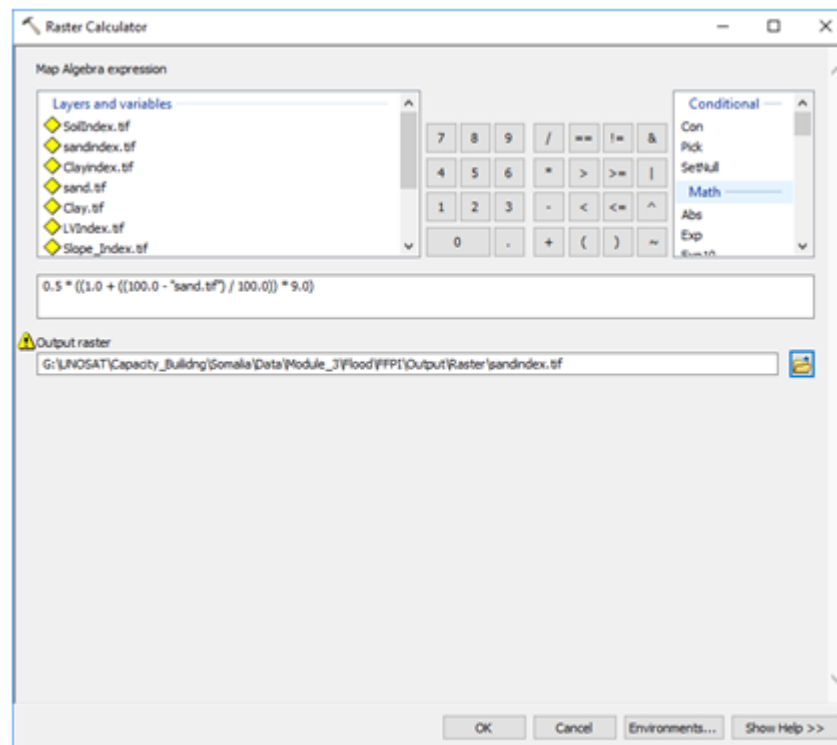 Raster Calculator
Map Algebra expression
Layers and variables
SoilIndex.tif
sandindex.tif
Clayindex.tif
sand.tif
Clay.tif
LVIndex.tif
Slope_Index.tif
7 8 9 / == != &
4 5 6 * > >= |
1 2 3 - < <= ^
0 . + ( ) ~
Conditional
Con
Pick
SetNull
Math
Abs
Exp
Exp10
0.5 * ((1.0 + ((100.0 - "sand.tif") / 100.0)) * 9.0)
Output raster
G:\UNOSAT\Capacity_Builidng\Somalia\Data\Module_3\Flood\FFPI\Output\Raster\sandindex.tif
OK Cancel Environments... Show Help >>